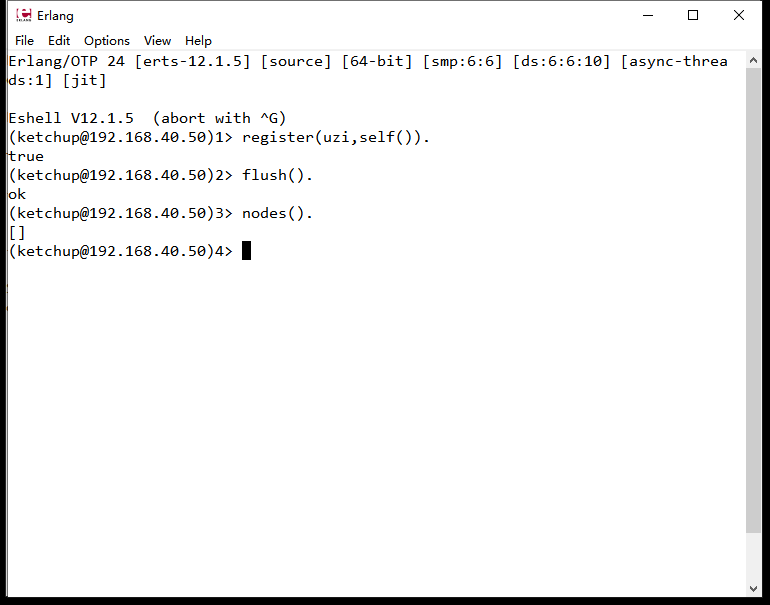 Erlang
File Edit Options View Help
Erlang/OTP 24 [erts-12.1.5] [source] [64-bit] [smp:6:6] [ds:6:6:10] [async-threa
ds:1] [jit]
Eshell V12.1.5  (abort with ^G)
(ketchup@192.168.40.50)1> register(uzi,self()).
true
(ketchup@192.168.40.50)2> flush().
ok
(ketchup@192.168.40.50)3> nodes().
[]
(ketchup@192.168.40.50)4>